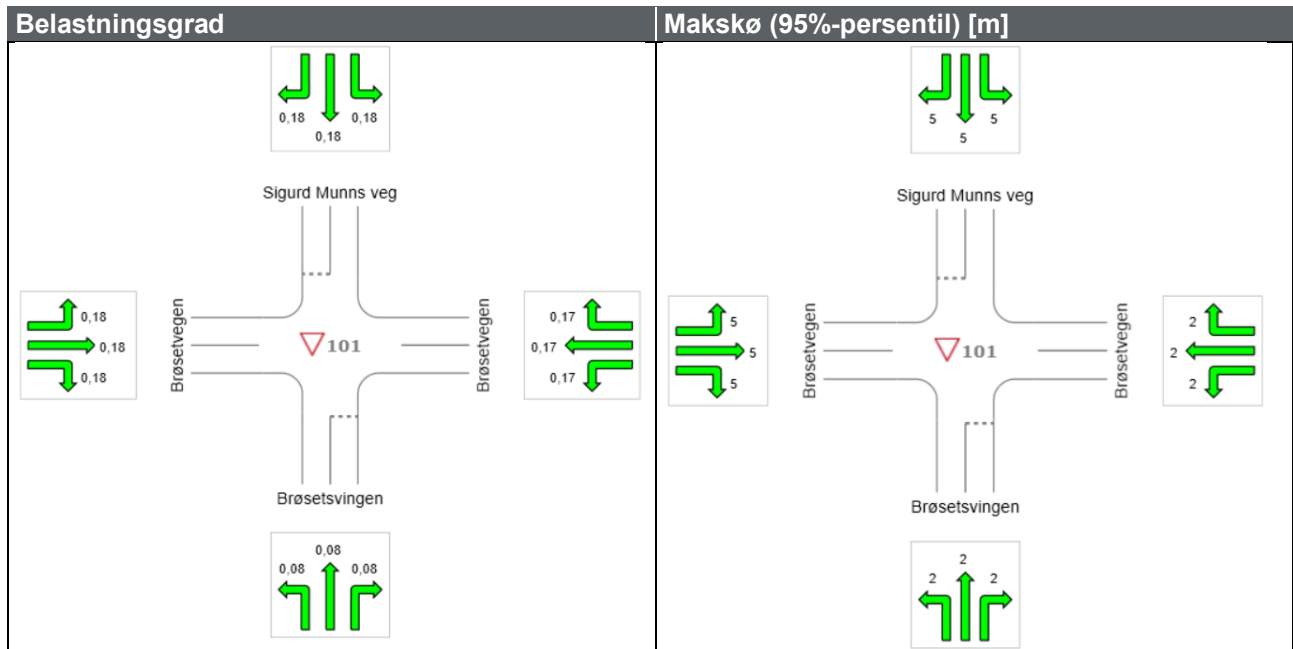 Belastningsgrad
0,18 0,18
0,18
Sigurd Munns veg
0,18
0,18
0,18
Brøsetvegen
101
Brøsetvegen
0,17
0,17
0,17
Brøsetsvingen
0,08
0,08 0,08
Makskø (95%-persentil) [m]
5 5
5
Sigurd Munns veg
5
5
5
Brøsetvegen
101
Brøsetvegen
2
2
2
Brøsetsvingen
2
2 2